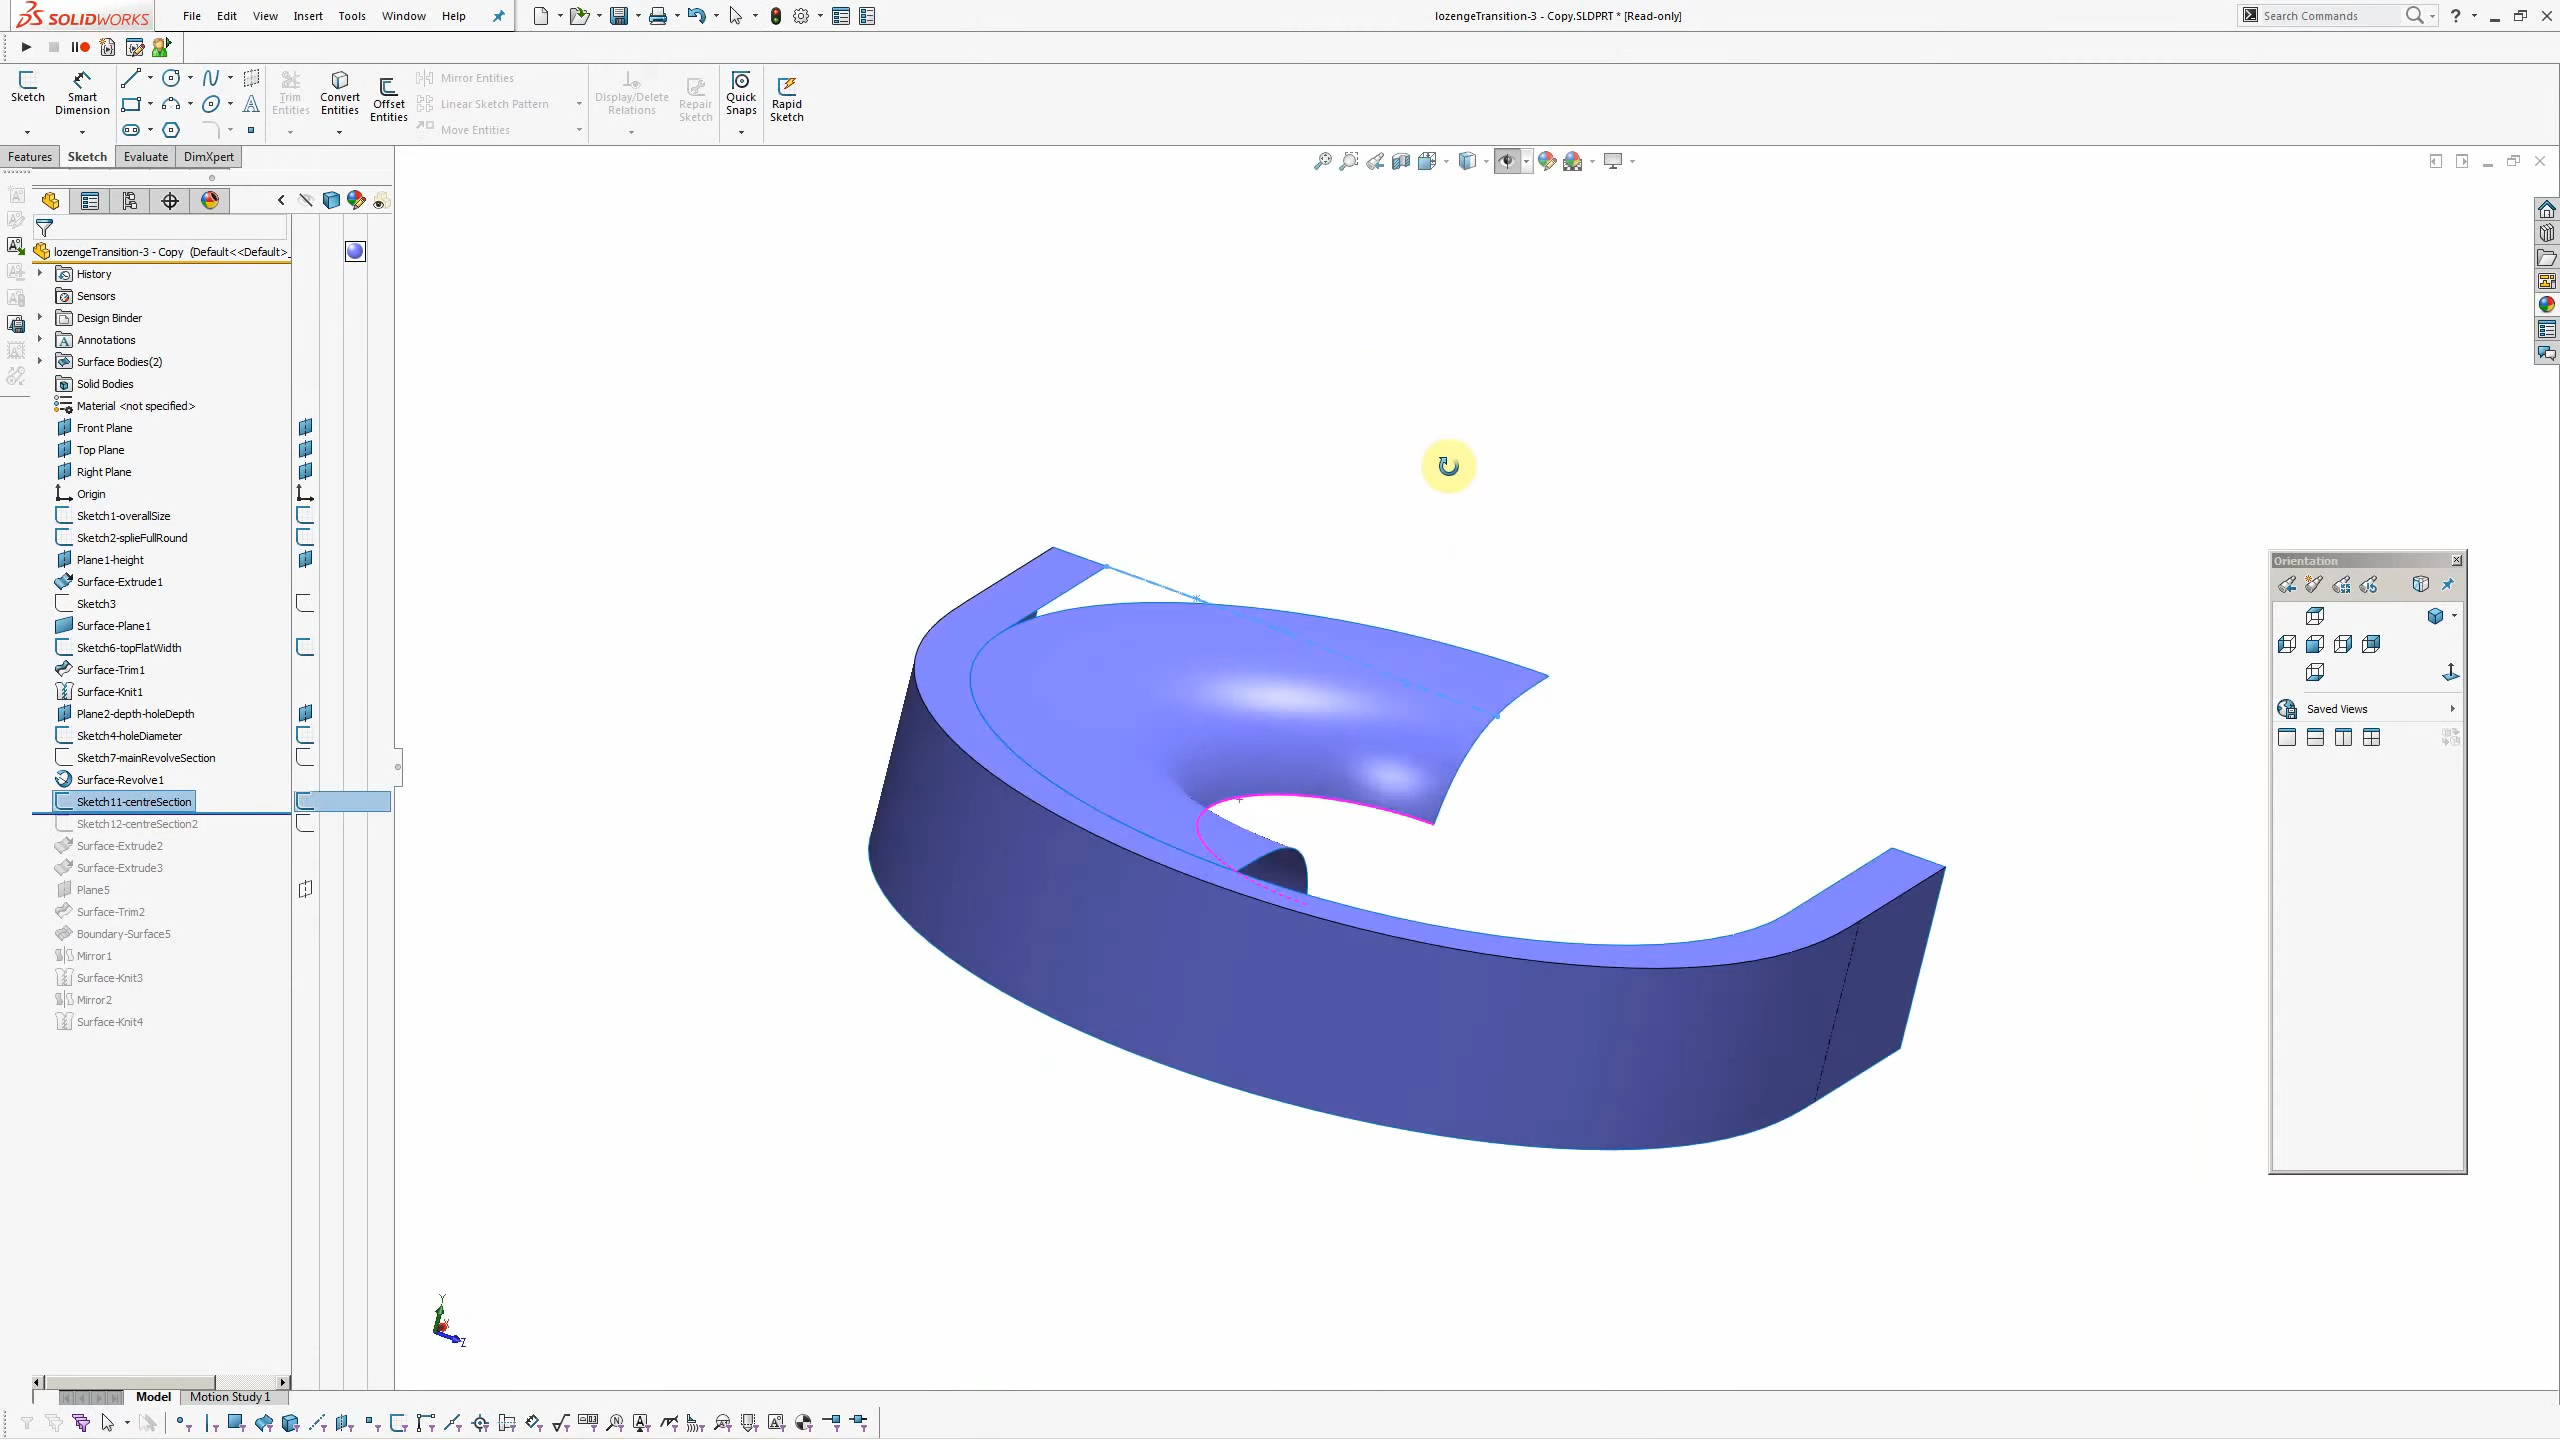 SOLIDWORKS
File Edit View Insert Tools Window Help
lozengeTransition-3 - Copy.SLDPRT * [Read-only]
Search Commands
Sketch
Smart Dimension
Trim Entities
Convert Entities
Offset Entities
Mirror Entities
Linear Sketch Pattern
Move Entities
Display/Delete Relations
Repair Sketch
Quick Snaps
Rapid Sketch
Features Sketch Evaluate DimXpert
lozengeTransition-3 - Copy (Default<<Default>_
History
Sensors
Design Binder
Annotations
Surface Bodies(2)
Solid Bodies
Material <not specified>
Front Plane
Top Plane
Right Plane
Origin
Sketch1-overallSize
Sketch2-splieFullRound
Plane1-height
Surface-Extrude1
Sketch3
Surface-Plane1
Sketch6-topFlatWidth
Surface-Trim1
Surface-Knit1
Plane2-depth-holeDepth
Sketch4-holeDiameter
Sketch7-mainRevolveSection
Surface-Revolve1
Sketch11-centreSection
Sketch12-centreSection2
Surface-Extrude2
Surface-Extrude3
Plane5
Surface-Trim2
Boundary-Surface5
Mirror1
Surface-Knit3
Mirror2
Surface-Knit4
Orientation
Saved Views
Y
X
Z
Model Motion Study 1